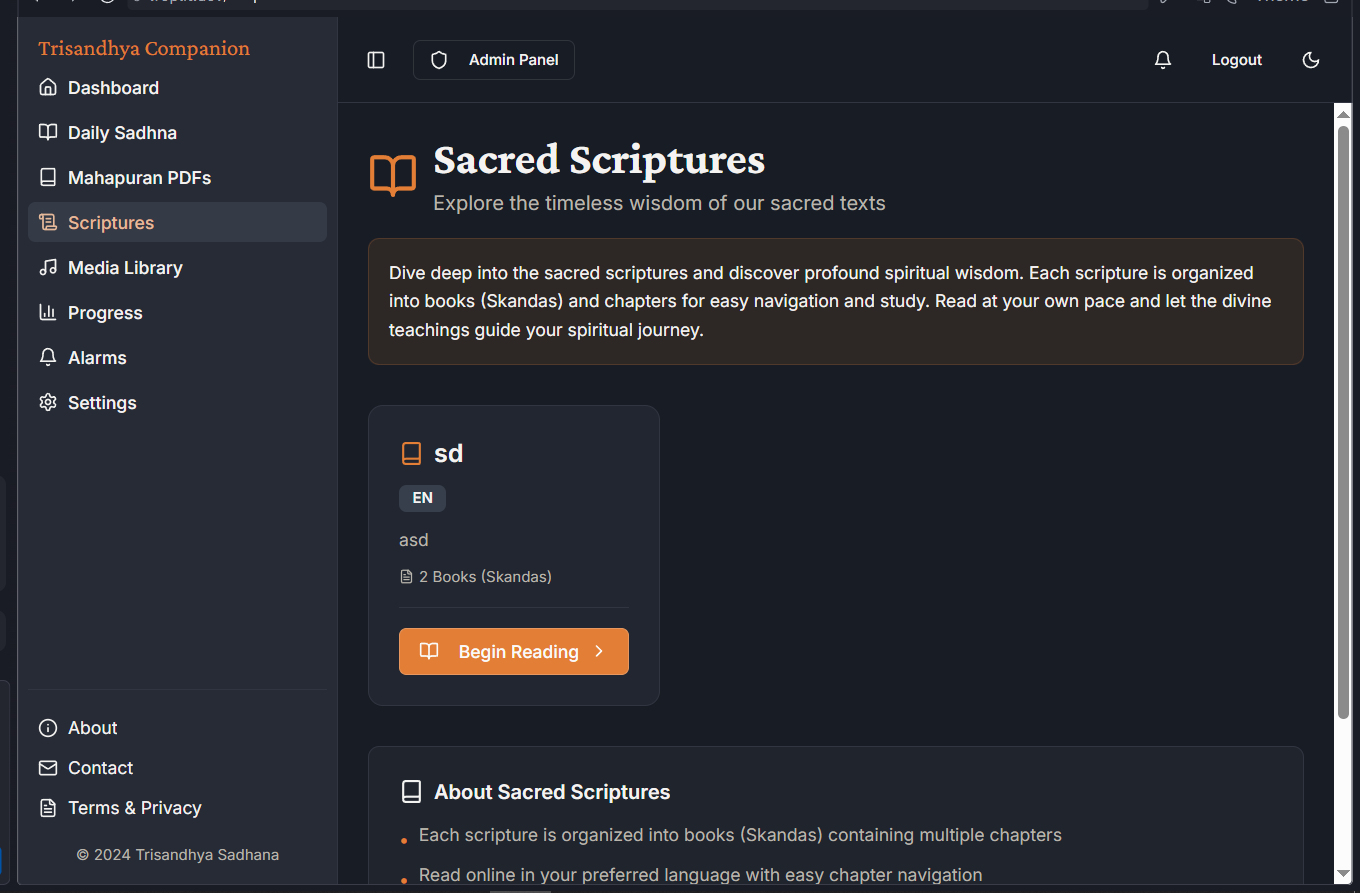 Trisandhya Companion
Dashboard
Daily Sadhna
Mahapuran PDFs
Scriptures
Media Library
Progress
Alarms
Settings
About
Contact
Terms & Privacy
© 2024 Trisandhya Sadhana
Admin Panel
Logout
Sacred Scriptures
Explore the timeless wisdom of our sacred texts
Dive deep into the sacred scriptures and discover profound spiritual wisdom. Each scripture is organized
into books (Skandas) and chapters for easy navigation and study. Read at your own pace and let the divine
teachings guide your spiritual journey.
sd
EN
asd
2 Books (Skandas)
Begin Reading
About Sacred Scriptures
Each scripture is organized into books (Skandas) containing multiple chapters
Read online in your preferred language with easy chapter navigation